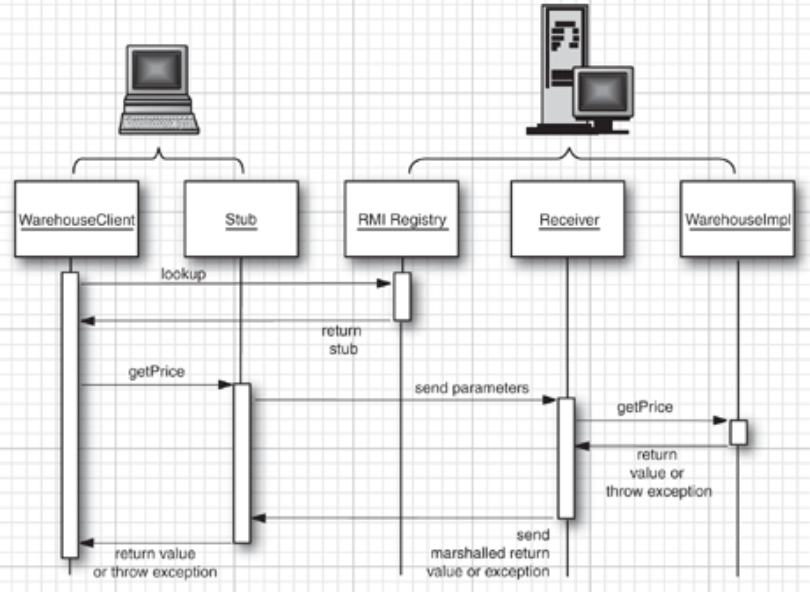 WarehouseClient
Stub
RMI Registry
Receiver
WarehouseImpl
lookup
return
stub
getPrice
send parameters
getPrice
return
value or
throw exception
send
marshalled return
value or exception
return value
or throw exception